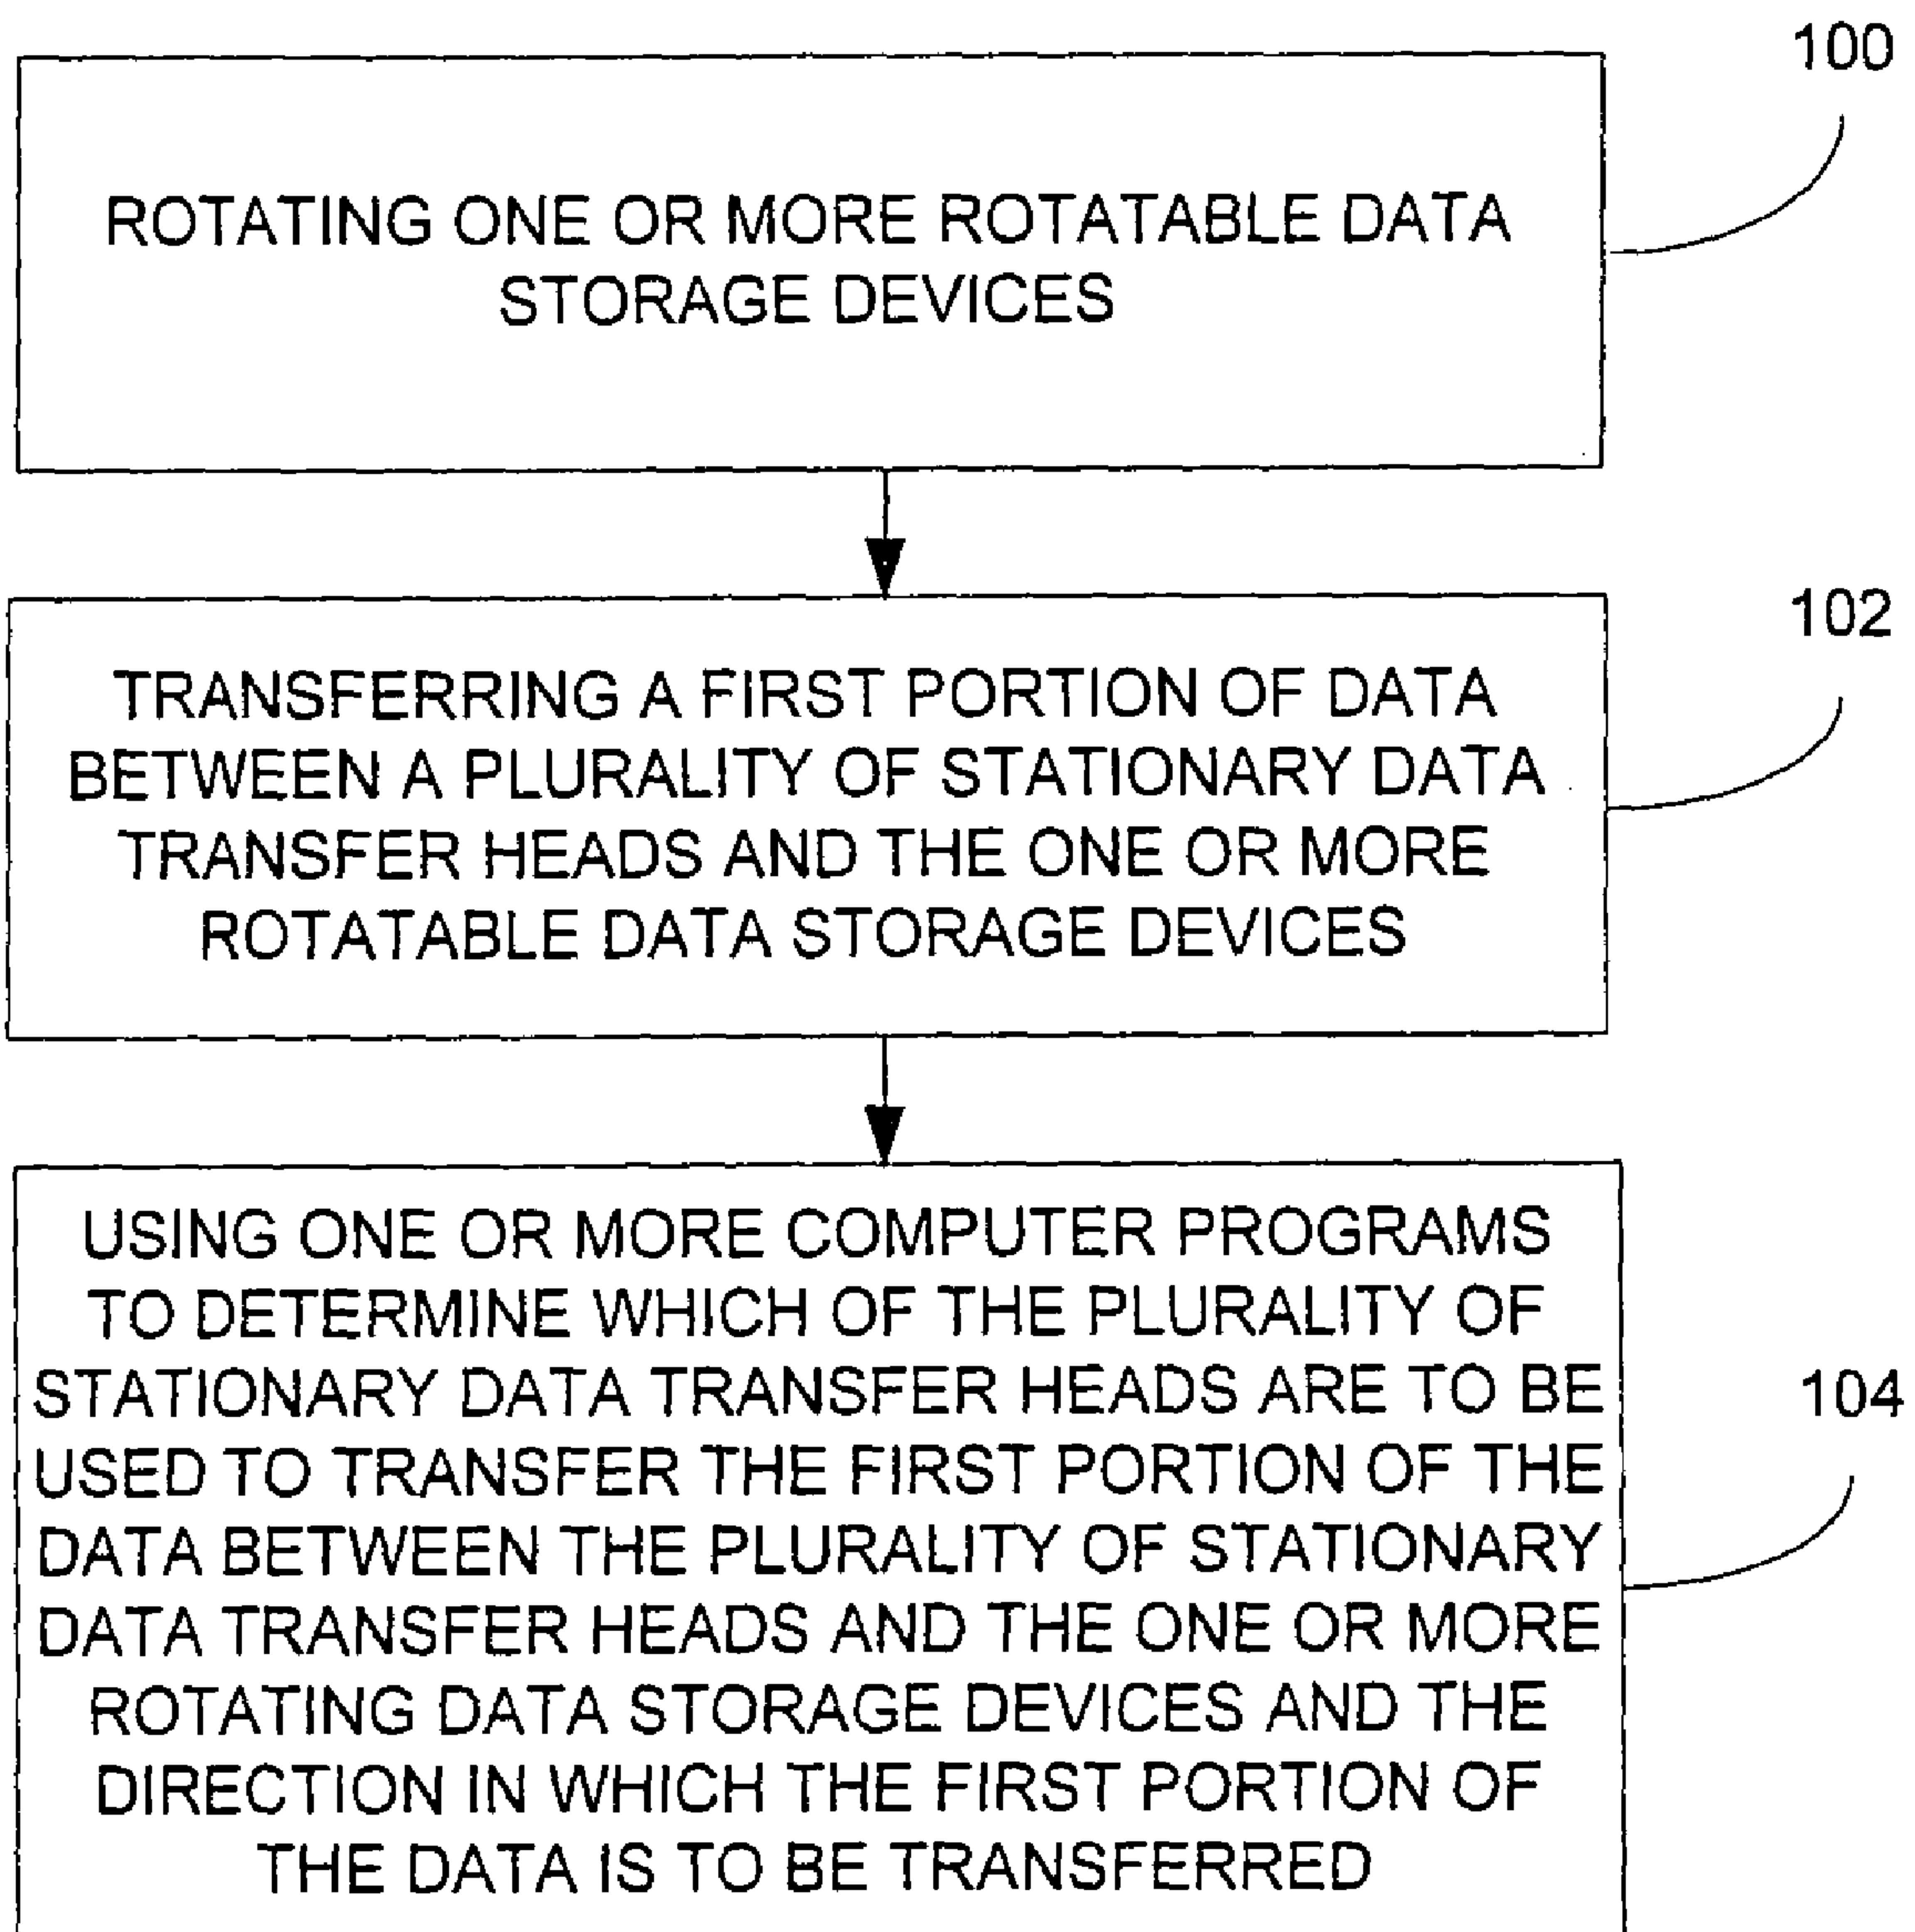 100
ROTATING ONE OR MORE ROTATABLE DATA
STORAGE DEVICES
102
TRANSFERRING A FIRST PORTION OF DATA
BETWEEN A PLURALITY OF STATIONARY DATA
TRANSFER HEADS AND THE ONE OR MORE
ROTATABLE DATA STORAGE DEVICES
USING ONE OR MORE COMPUTER PROGRAMS
TO DETERMINE WHICH OF THE PLURALITY OF
STATIONARY DATA TRANSFER HEADS ARE TO BE
USED TO TRANSFER THE FIRST PORTION OF THE
DATA BETWEEN THE PLURALITY OF STATIONARY
DATA TRANSFER HEADS AND THE ONE OR MORE
ROTATING DATA STORAGE DEVICES AND THE
DIRECTION IN WHICH THE FIRST PORTION OF
THE DATA IS TO BE TRANSFERRED
104